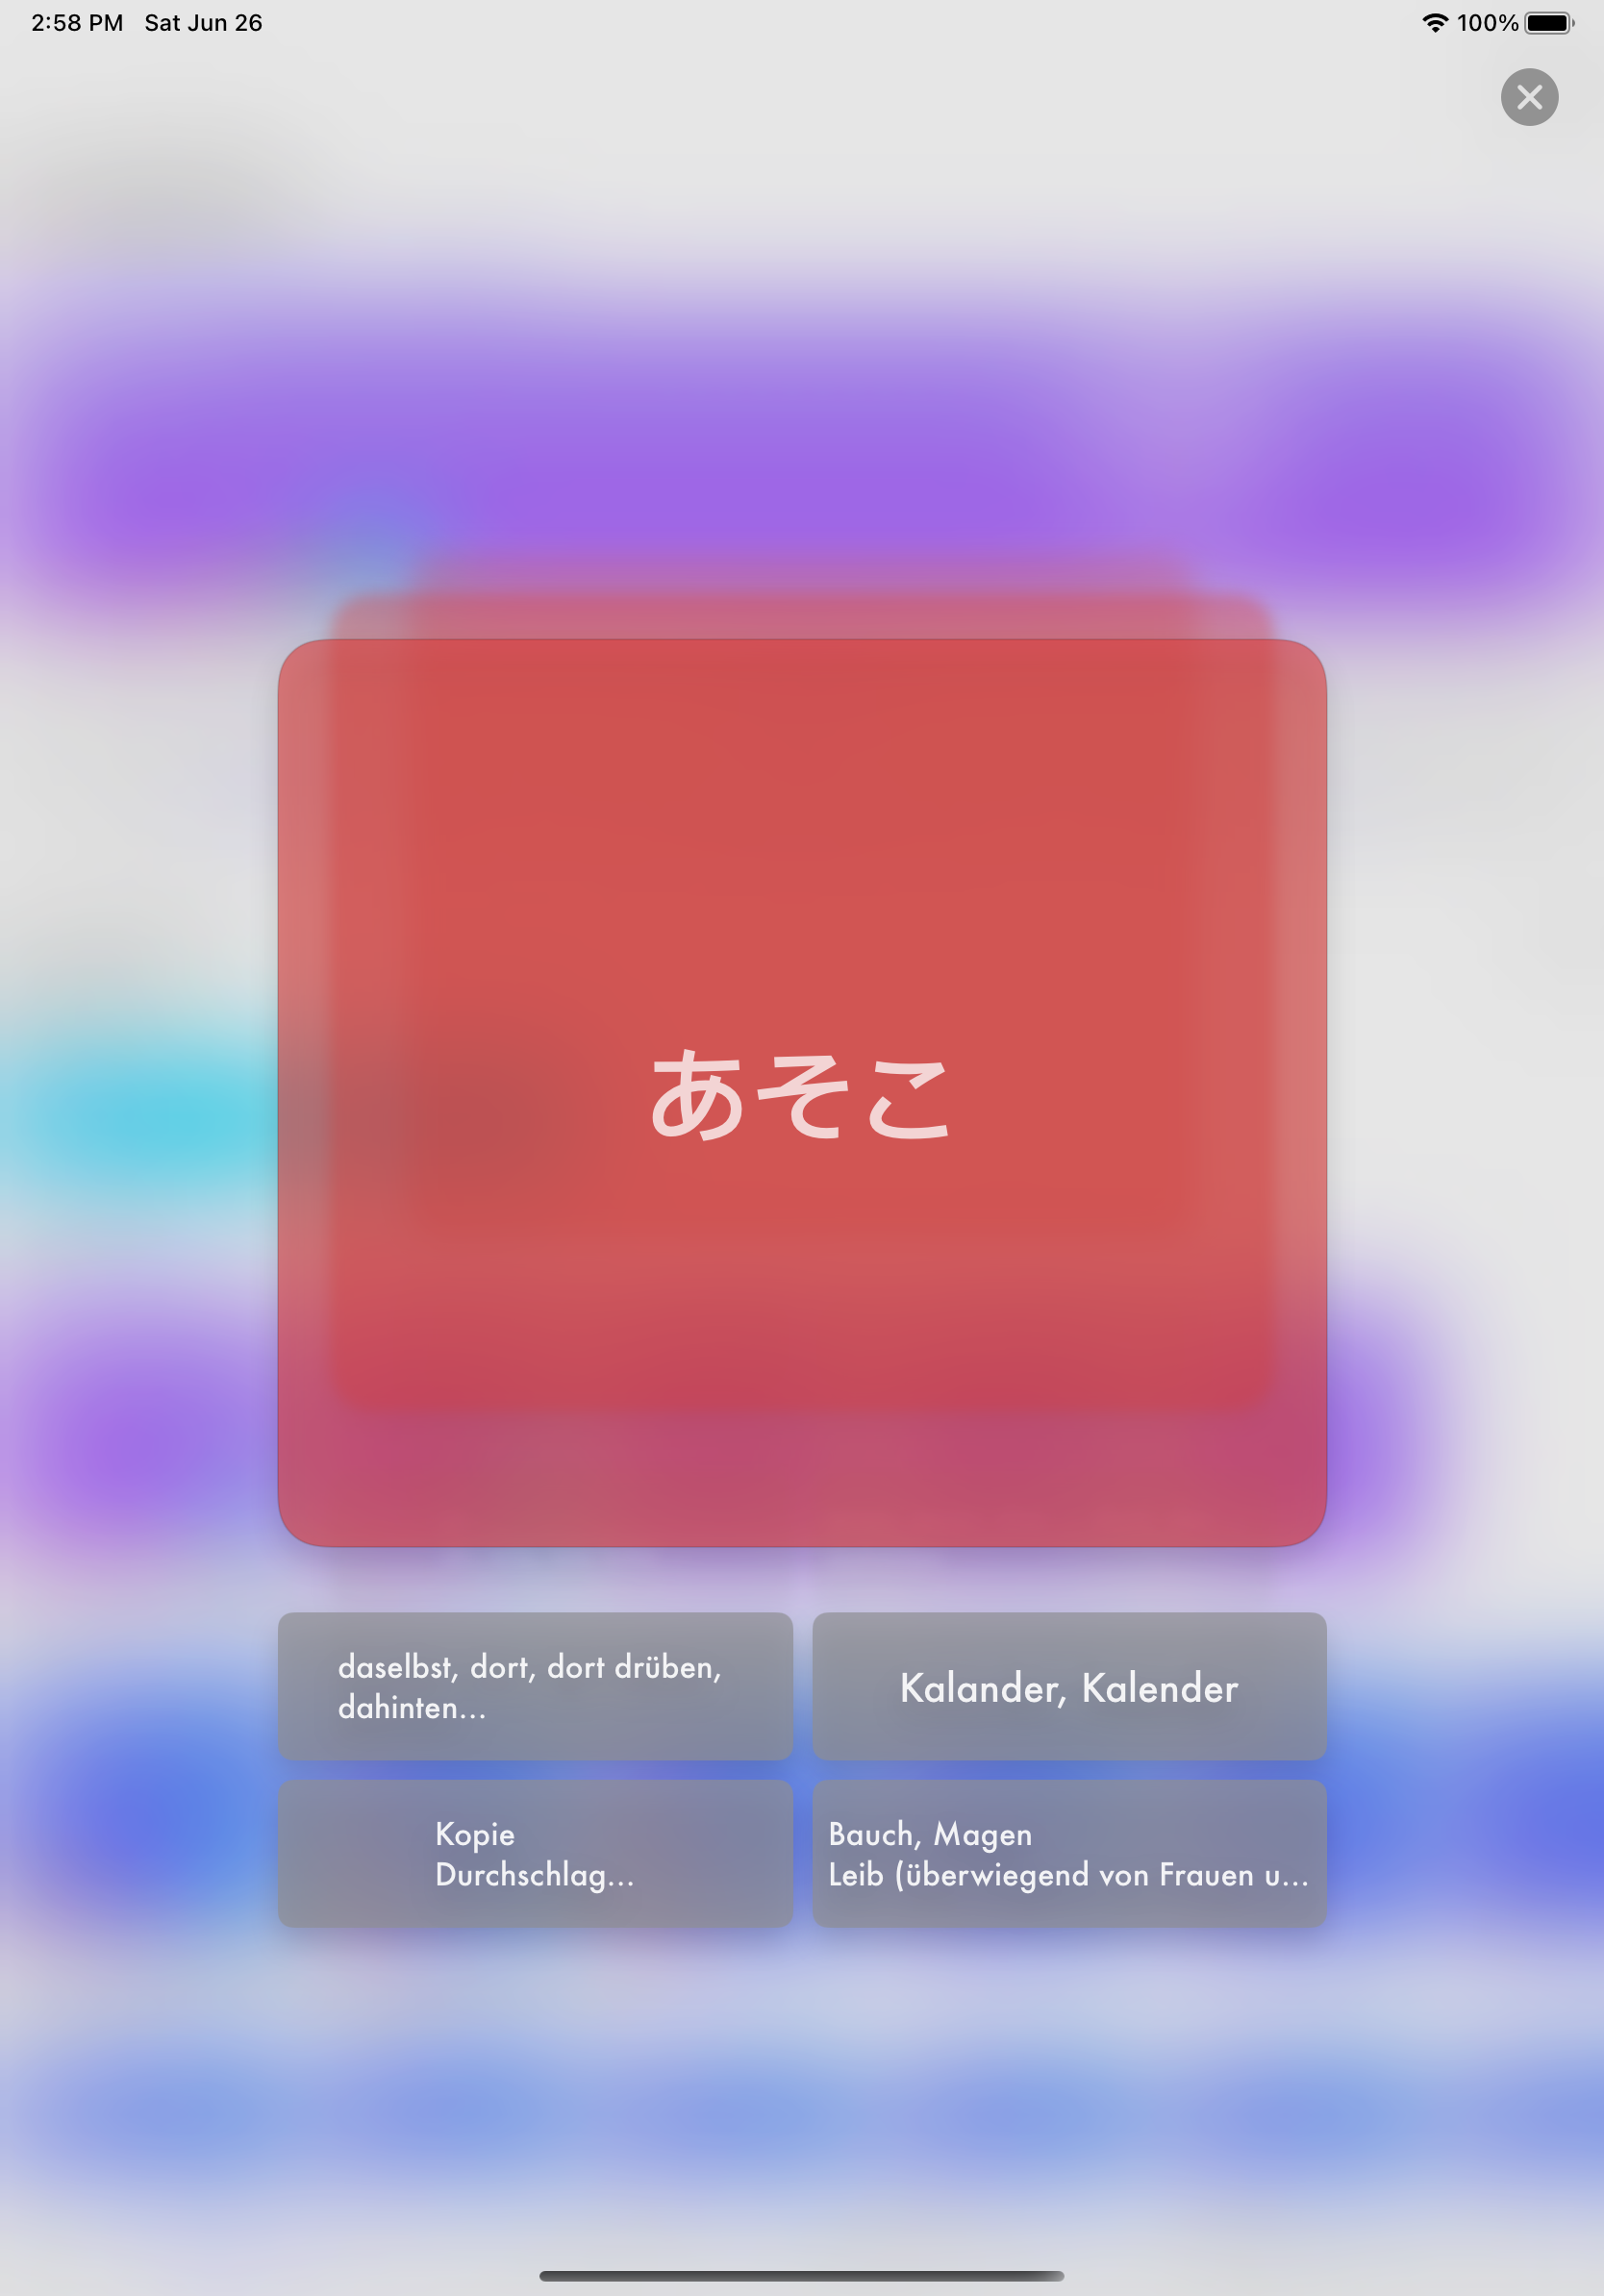 2:58 PM Sat Jun 26
100%
あそこ
daselbst, dort, dort drüben,
dahinten...
Kalander, Kalender
Kopie
Durchschlag...
Bauch, Magen
Leib (überwiegend von Frauen u...